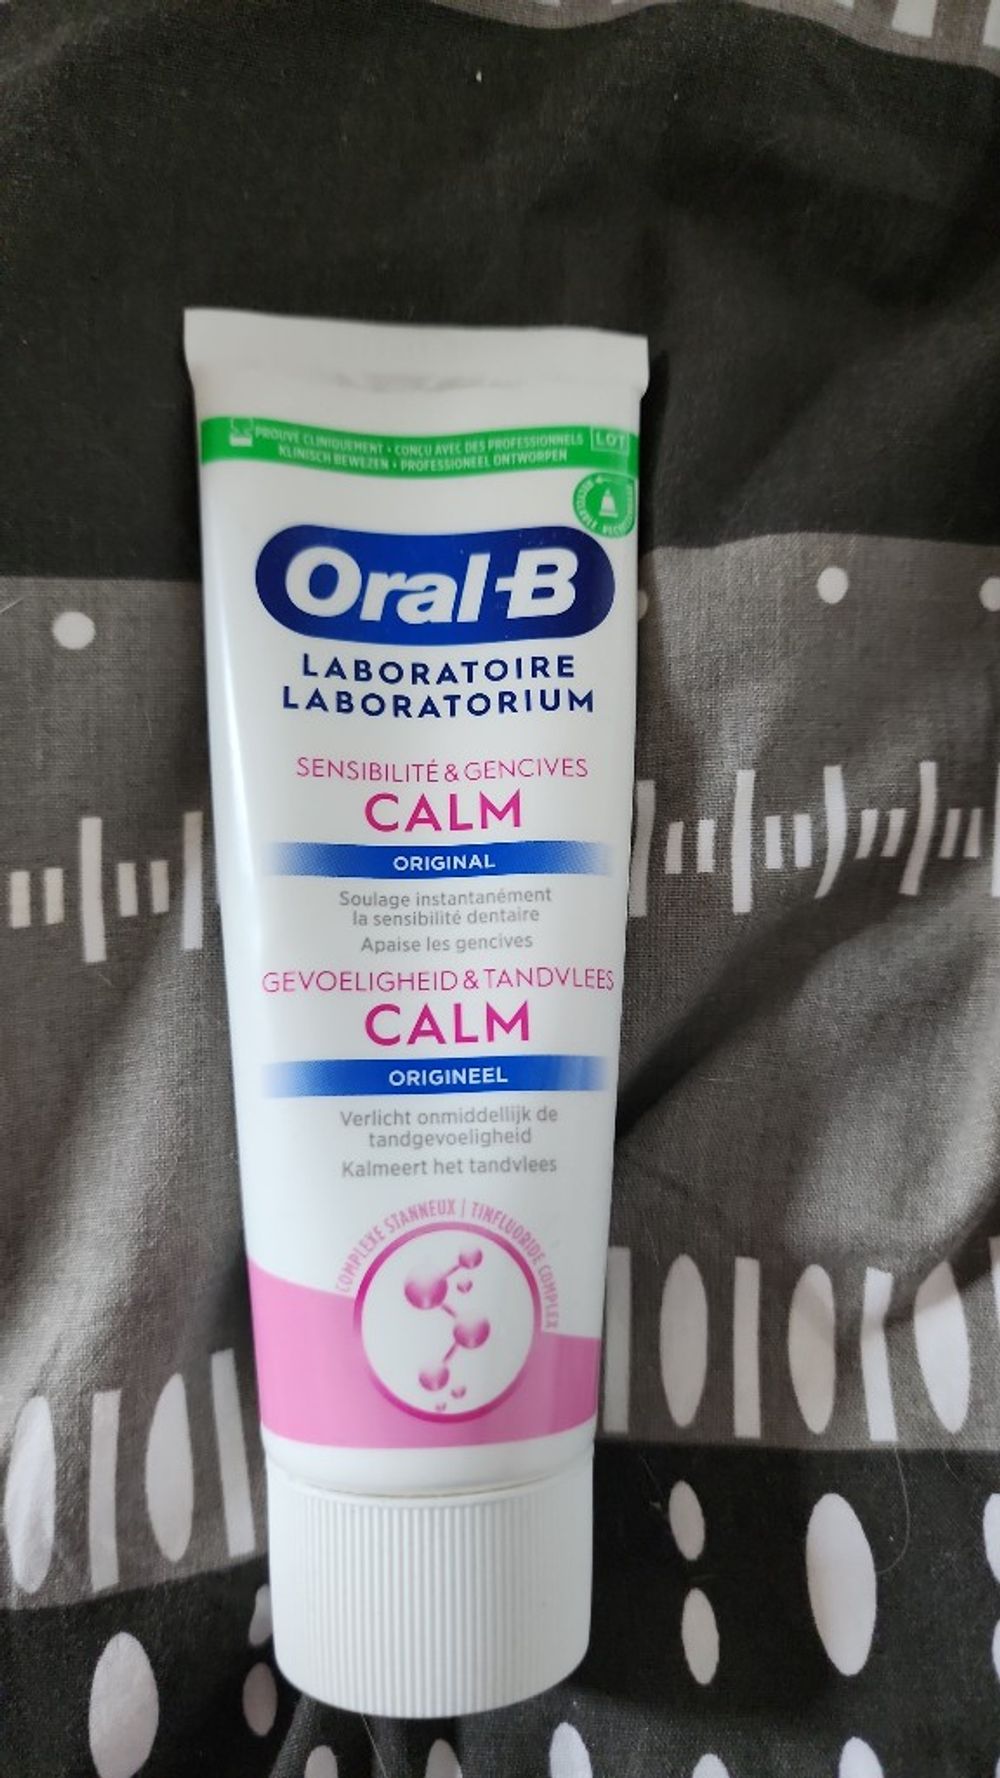 PROUVÉ CLINIQUEMENT • CONÇU AVEC DES PROFESSIONNELS
KLINISCH BEWEZEN • PROFESSIONEEL ONTWORPEN
LOT
Oral-B
LABORATOIRE
LABORATORIUM
SENSIBILITÉ & GENCIVES
CALM
ORIGINAL
Soulage instantanément
la sensibilité dentaire
Apaise les gencives
GEVOELIGHEID & TANDVLEES
CALM
ORIGINEEL
Verlicht onmiddellijk de
tandgevoeligheid
Kalmeert het tandvlees
COMPLEXE STANNEUX | TINFLUORIDE COMPLEX